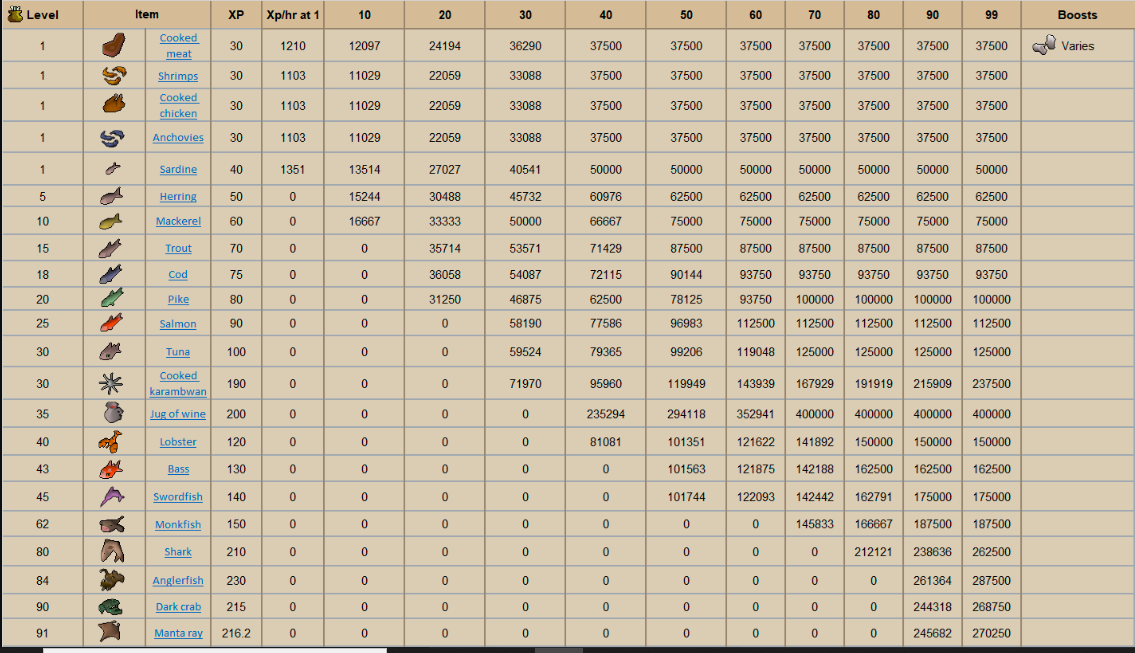 Level Item XP Xp/hr at 1 10 20 30 40 50 60 70 80 90 99 Boosts
1 Cooked meat 30 1210 12097 24194 36290 37500 37500 37500 37500 37500 37500 37500 Varies
1 Shrimps 30 1103 11029 22059 33088 37500 37500 37500 37500 37500 37500 37500
1 Cooked chicken 30 1103 11029 22059 33088 37500 37500 37500 37500 37500 37500 37500
1 Anchovies 30 1103 11029 22059 33088 37500 37500 37500 37500 37500 37500 37500
1 Sardine 40 1351 13514 27027 40541 50000 50000 50000 50000 50000 50000 50000
5 Herring 50 0 15244 30488 45732 60976 62500 62500 62500 62500 62500 62500
10 Mackerel 60 0 16667 33333 50000 66667 75000 75000 75000 75000 75000 75000
15 Trout 70 0 0 35714 53571 71429 87500 87500 87500 87500 87500 87500
18 Cod 75 0 0 36058 54087 72115 90144 93750 93750 93750 93750 93750
20 Pike 80 0 0 31250 46875 62500 78125 93750 100000 100000 100000 100000
25 Salmon 90 0 0 0 58190 77586 96983 112500 112500 112500 112500 112500
30 Tuna 100 0 0 0 59524 79365 99206 119048 125000 125000 125000 125000
30 Cooked karambwan 190 0 0 0 71970 95960 119949 143939 167929 191919 215909 237500
35 Jug of wine 200 0 0 0 0 235294 294118 352941 400000 400000 400000 400000
40 Lobster 120 0 0 0 0 81081 101351 121622 141892 150000 150000 150000
43 Bass 130 0 0 0 0 0 101563 121875 142188 162500 162500 162500
45 Swordfish 140 0 0 0 0 0 101744 122093 142442 162791 175000 175000
62 Monkfish 150 0 0 0 0 0 0 0 145833 166667 187500 187500
80 Shark 210 0 0 0 0 0 0 0 0 212121 238636 262500
84 Anglerfish 230 0 0 0 0 0 0 0 0 0 261364 287500
90 Dark crab 215 0 0 0 0 0 0 0 0 0 244318 268750
91 Manta ray 216.2 0 0 0 0 0 0 0 0 0 245682 270250